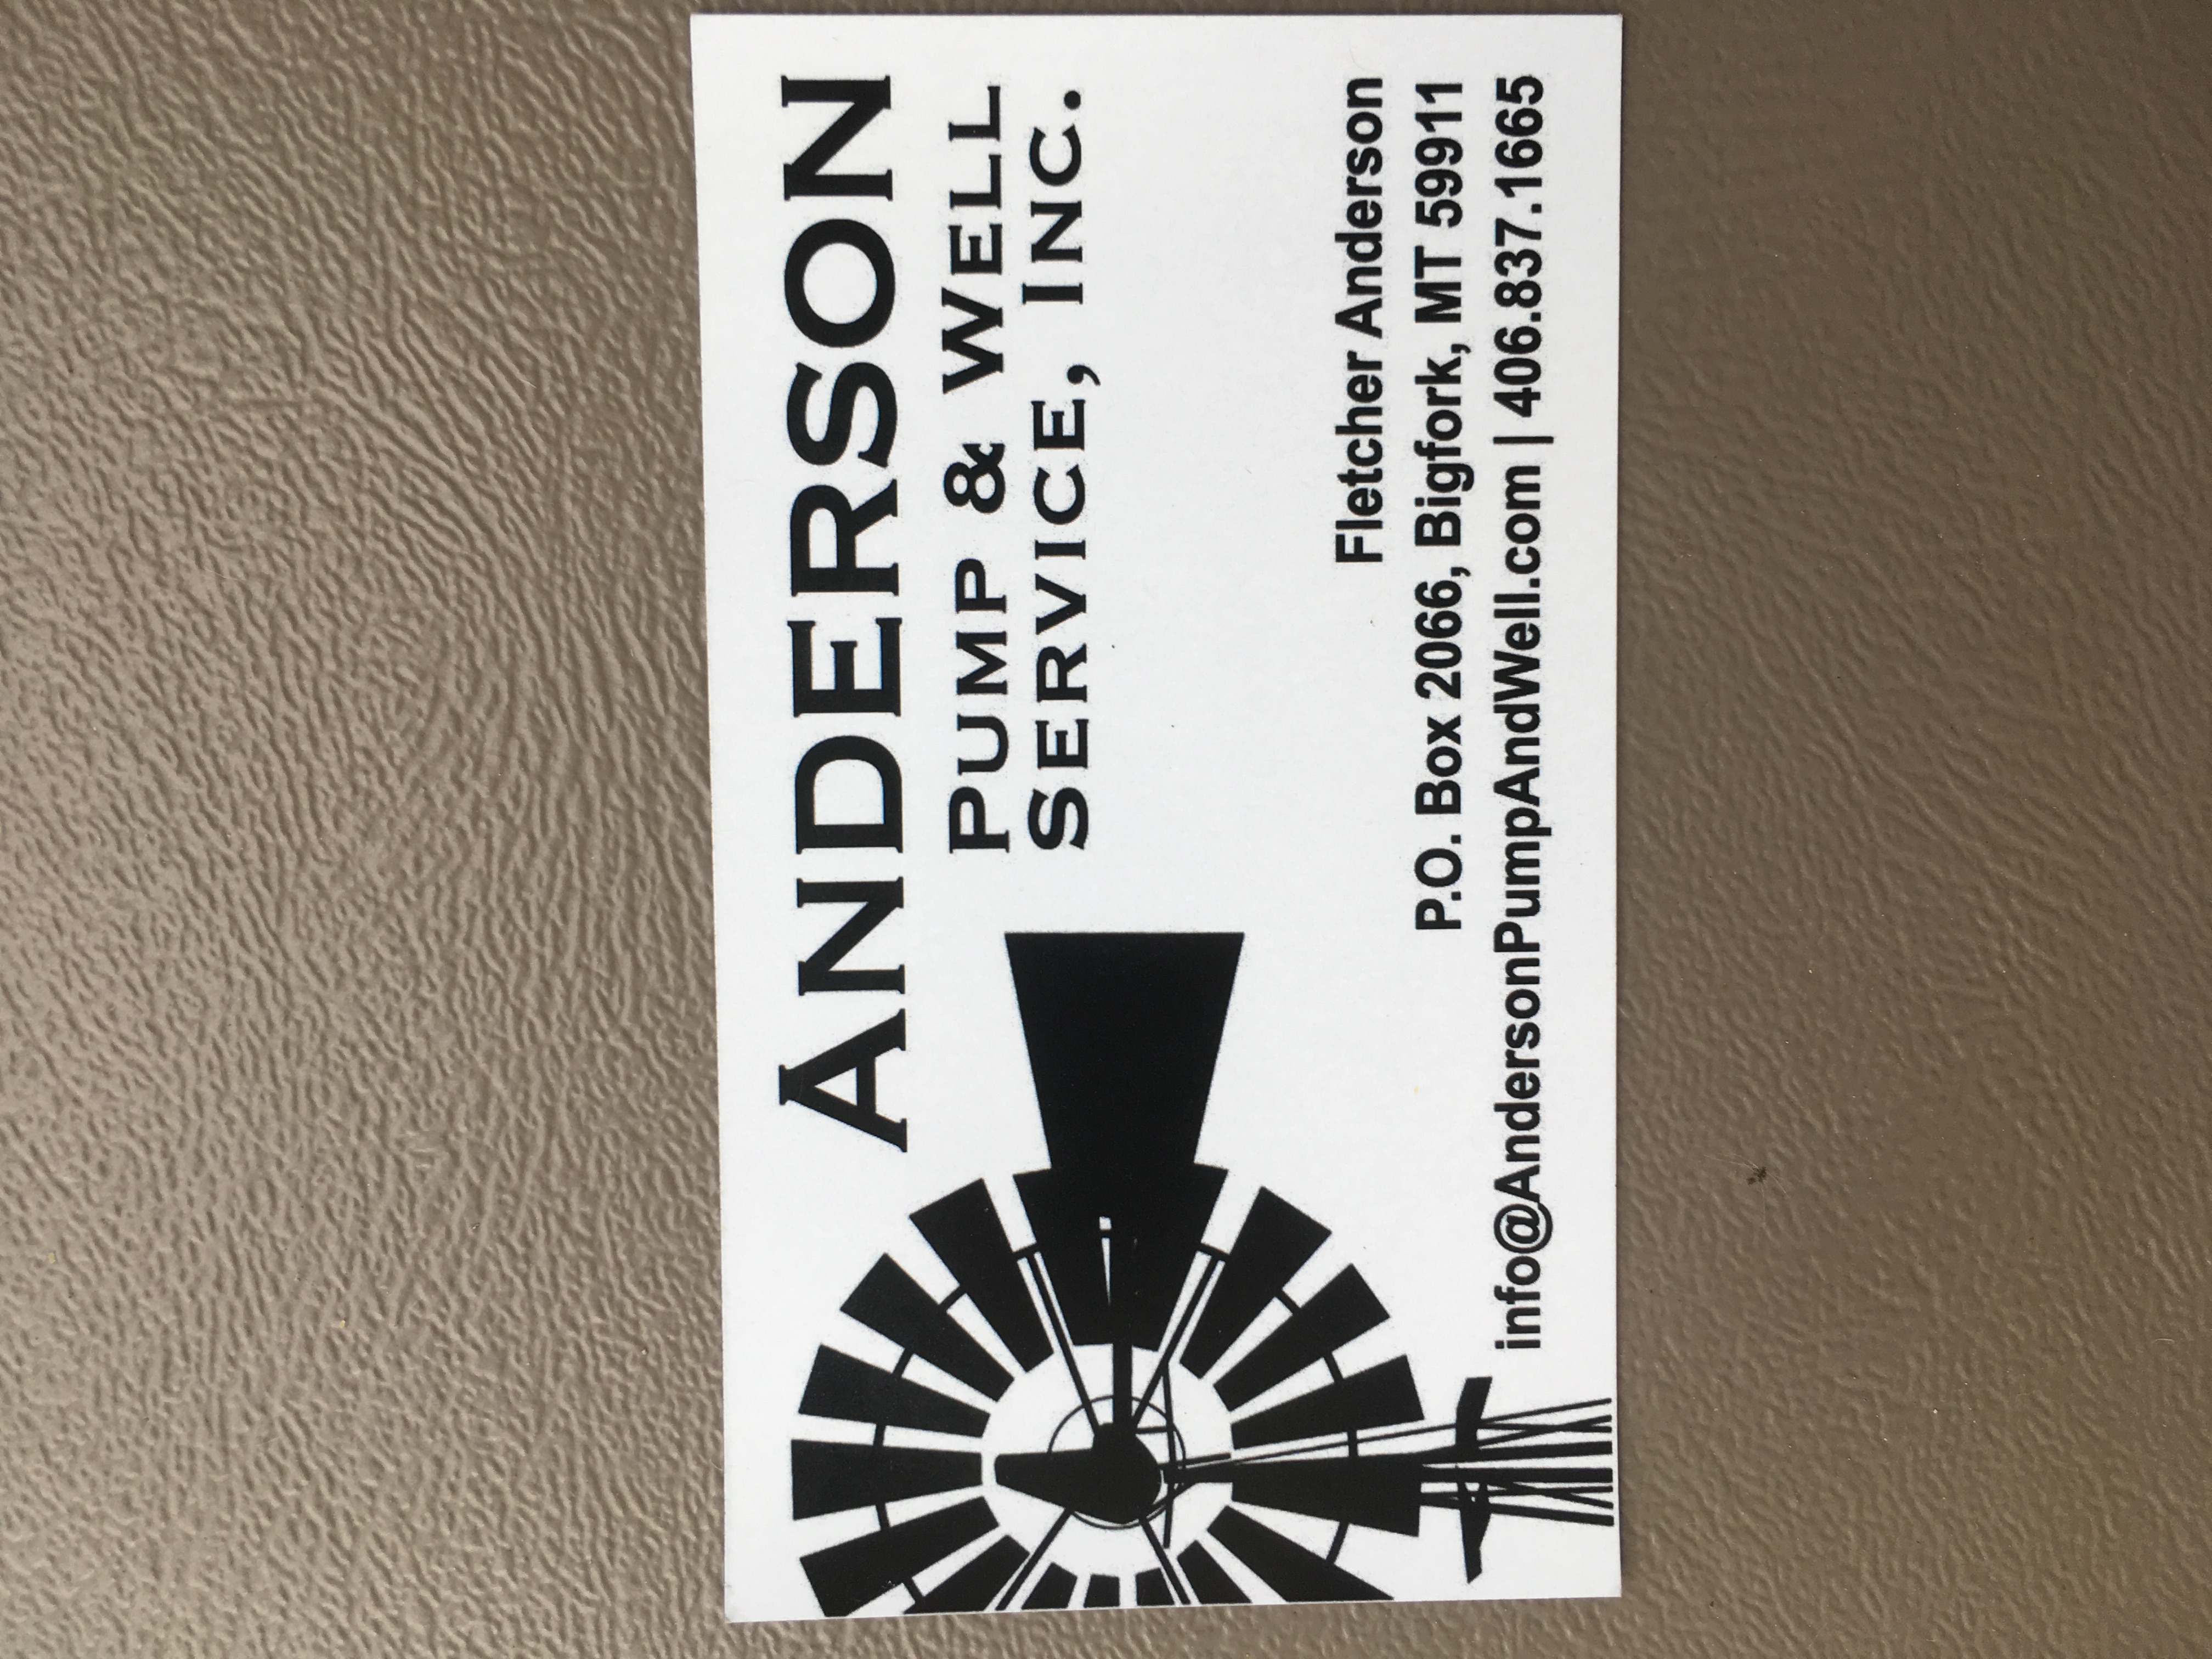 ANDERSON
PUMP & WELL
SERVICE, INC.
Fletcher Anderson
P.O. Box 2066, Bigfork, MT 59911
info@AndersonPumpAndWell.com | 406.837.1665